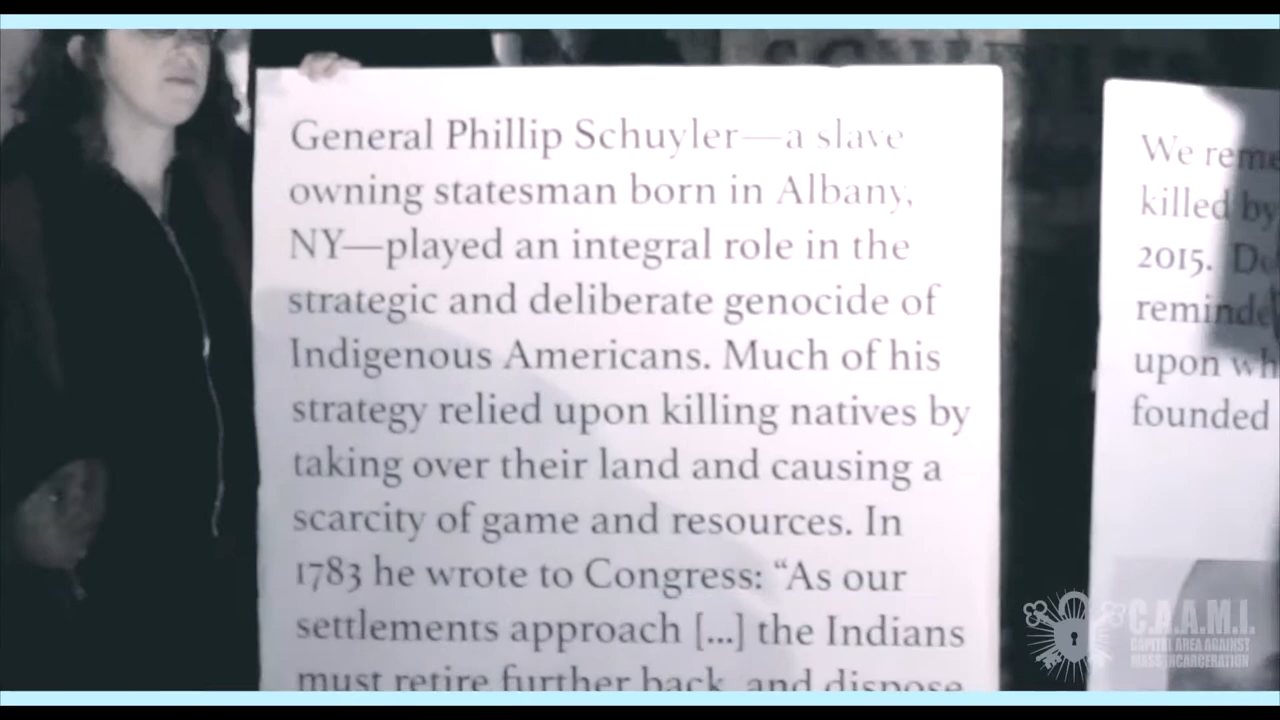 General Phillip Schuyler—a slave
owning statesman born in Albany,
NY—played an integral role in the
strategic and deliberate genocide of
Indigenous Americans. Much of his
strategy relied upon killing natives by
taking over their land and causing a
scarcity of game and resources. In
1783 he wrote to Congress: “As our
settlements approach [...] the Indians
must retire further back, and dispose
We
killed by
2015.
upon
founded
C.A.A.M.I.
CAPITAL AREA AGAINST
MASS INCARCERATION